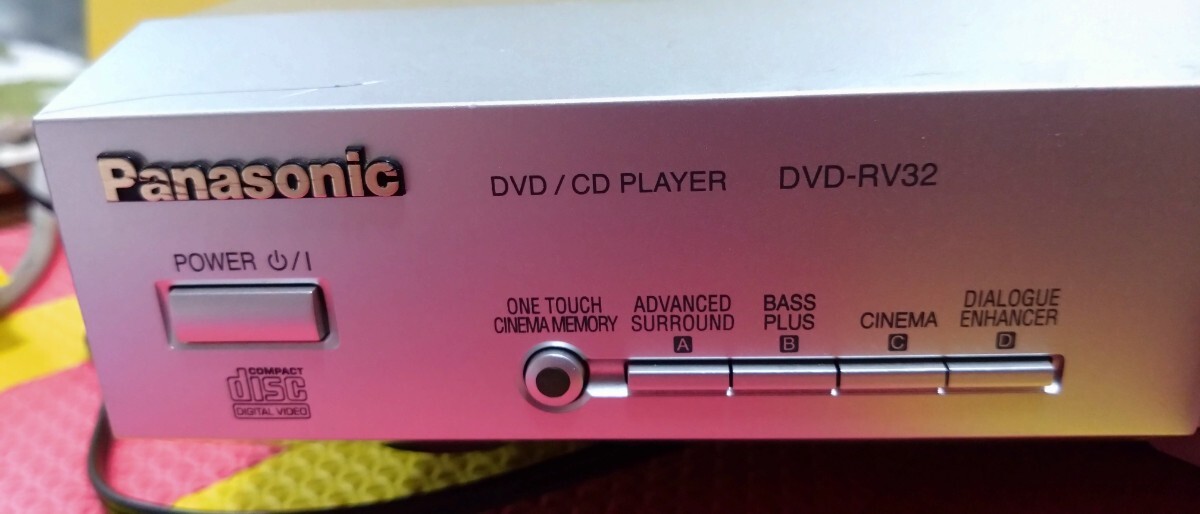 Panasonic
DVD / CD PLAYER DVD-RV32
POWER ⏻/I
ONE TOUCH
CINEMA MEMORY
ADVANCED
SURROUND
A
BASS
PLUS
B
CINEMA
C
DIALOGUE
ENHANCER
D
COMPACT
disc
DIGITAL VIDEO